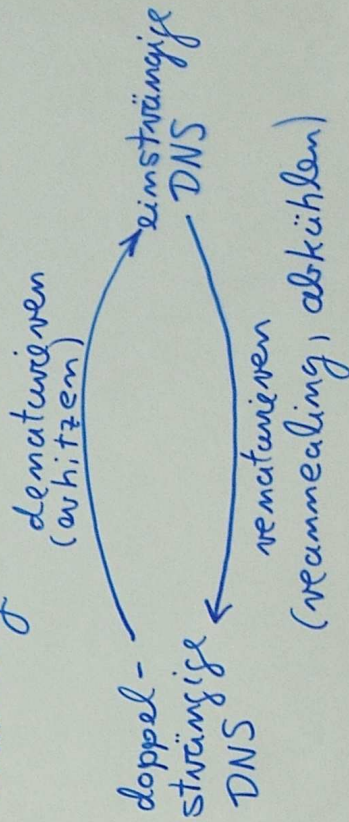 denaturieren
(erhitzen)
doppel-
strängige
DNS
einsträngige
DNS
renaturieren
(reannealing, abkühlen)